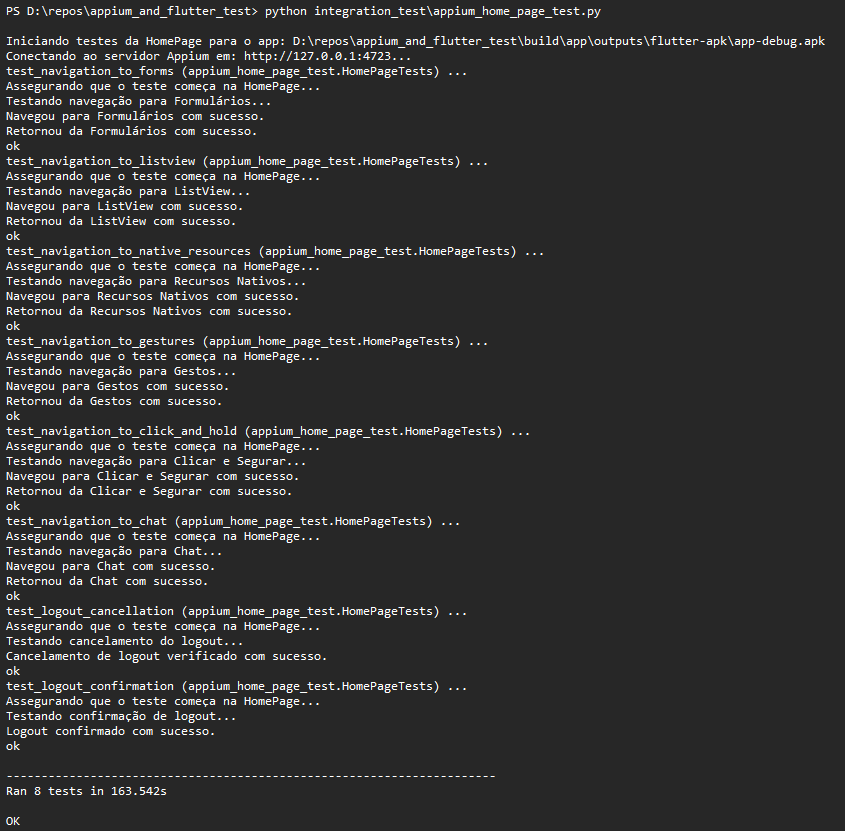 PS D:\repos\appium_and_flutter_test> python integration_test\appium_home_page_test.py
Iniciando testes da HomePage para o app: D:\repos\appium_and_flutter_test\build\app\outputs\flutter-apk\app-debug.apk
Conectando ao servidor Appium em: http://127.0.0.1:4723...
test_navigation_to_forms (appium_home_page_test.HomePageTests) ...
Assegurando que o teste começa na HomePage...
Testando navegação para Formulários...
Navegou para Formulários com sucesso.
Retornou da Formulários com sucesso.
ok
test_navigation_to_listview (appium_home_page_test.HomePageTests) ...
Assegurando que o teste começa na HomePage...
Testando navegação para ListView...
Navegou para ListView com sucesso.
Retornou da ListView com sucesso.
ok
test_navigation_to_native_resources (appium_home_page_test.HomePageTests) ...
Assegurando que o teste começa na HomePage...
Testando navegação para Recursos Nativos...
Navegou para Recursos Nativos com sucesso.
Retornou da Recursos Nativos com sucesso.
ok
test_navigation_to_gestures (appium_home_page_test.HomePageTests) ...
Assegurando que o teste começa na HomePage...
Testando navegação para Gestos...
Navegou para Gestos com sucesso.
Retornou da Gestos com sucesso.
ok
test_navigation_to_click_and_hold (appium_home_page_test.HomePageTests) ...
Assegurando que o teste começa na HomePage...
Testando navegação para Clicar e Segurar...
Navegou para Clicar e Segurar com sucesso.
Retornou da Clicar e Segurar com sucesso.
ok
test_navigation_to_chat (appium_home_page_test.HomePageTests) ...
Assegurando que o teste começa na HomePage...
Testando navegação para Chat...
Navegou para Chat com sucesso.
Retornou da Chat com sucesso.
ok
test_logout_cancellation (appium_home_page_test.HomePageTests) ...
Assegurando que o teste começa na HomePage...
Testando cancelamento do logout...
Cancelamento de logout verificado com sucesso.
ok
test_logout_confirmation (appium_home_page_test.HomePageTests) ...
Assegurando que o teste começa na HomePage...
Testando confirmação de logout...
Logout confirmado com sucesso.
ok
----------------------------------------------------------------------
Ran 8 tests in 163.542s
OK